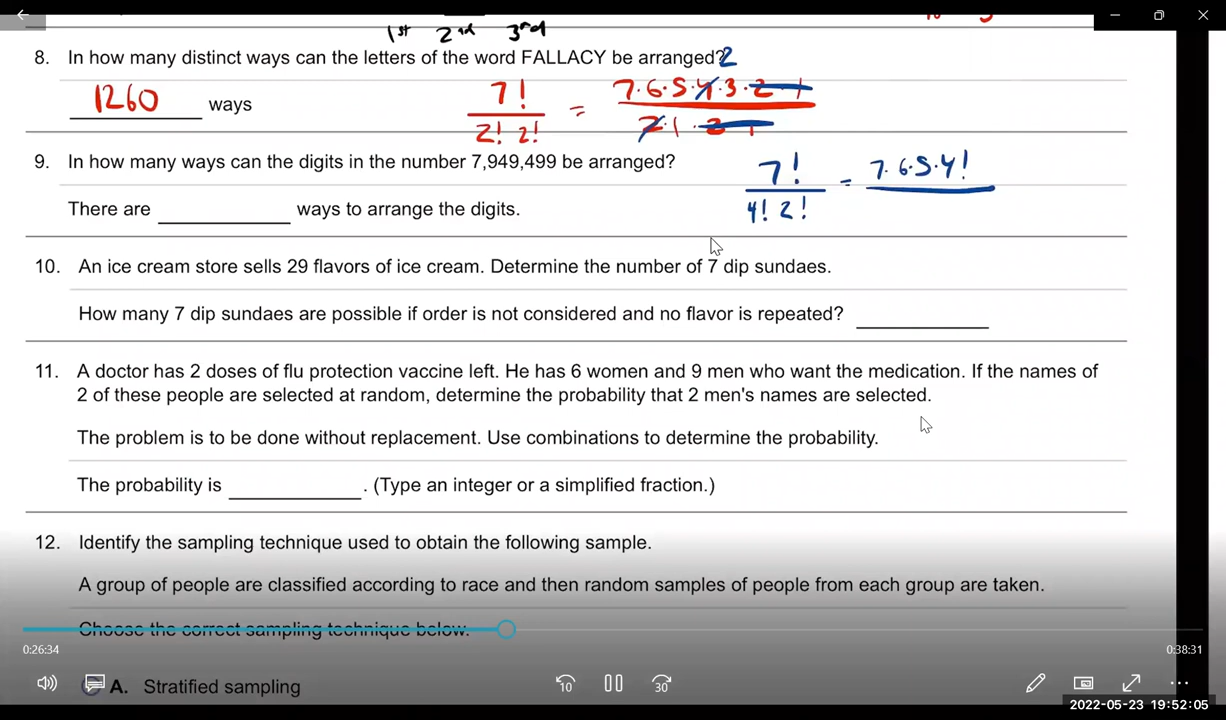 1st 2nd 3rd
8. In how many distinct ways can the letters of the word FALLACY be arranged? 2
1260 ways 7! / 2! 2! = 7·6·5·4·3·2·1 / 2·1·2·1
9. In how many ways can the digits in the number 7,949,499 be arranged?
7! / 4! 2! = 7·6·5·4!
There are ways to arrange the digits.
10. An ice cream store sells 29 flavors of ice cream. Determine the number of 7 dip sundaes.
How many 7 dip sundaes are possible if order is not considered and no flavor is repeated?
11. A doctor has 2 doses of flu protection vaccine left. He has 6 women and 9 men who want the medication. If the names of
2 of these people are selected at random, determine the probability that 2 men's names are selected.
The problem is to be done without replacement. Use combinations to determine the probability.
The probability is . (Type an integer or a simplified fraction.)
12. Identify the sampling technique used to obtain the following sample.
A group of people are classified according to race and then random samples of people from each group are taken.
Choose the correct sampling technique below.
0:26:34 0:38:31
A. Stratified sampling 10 30
2022-05-23 19:52:05